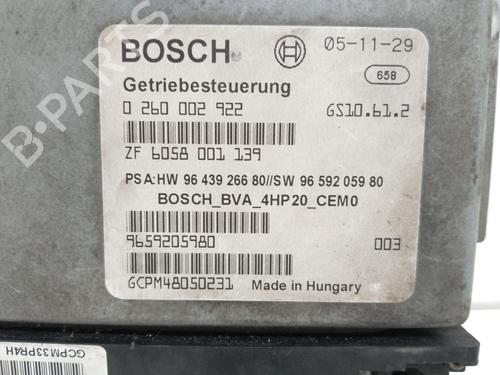 BOSCH
05-11-29
658
Getriebesteuerung
0 260 002 922
GS10.61.2
ZF 6058 001 139
PSA:HW 96 439 266 80//SW 96 592 059 80
BOSCH_BVA_4HP20_CEM0
9659205980
003
GCPM48050231
Made in Hungary
GCPM33PR4H
B-PARTS